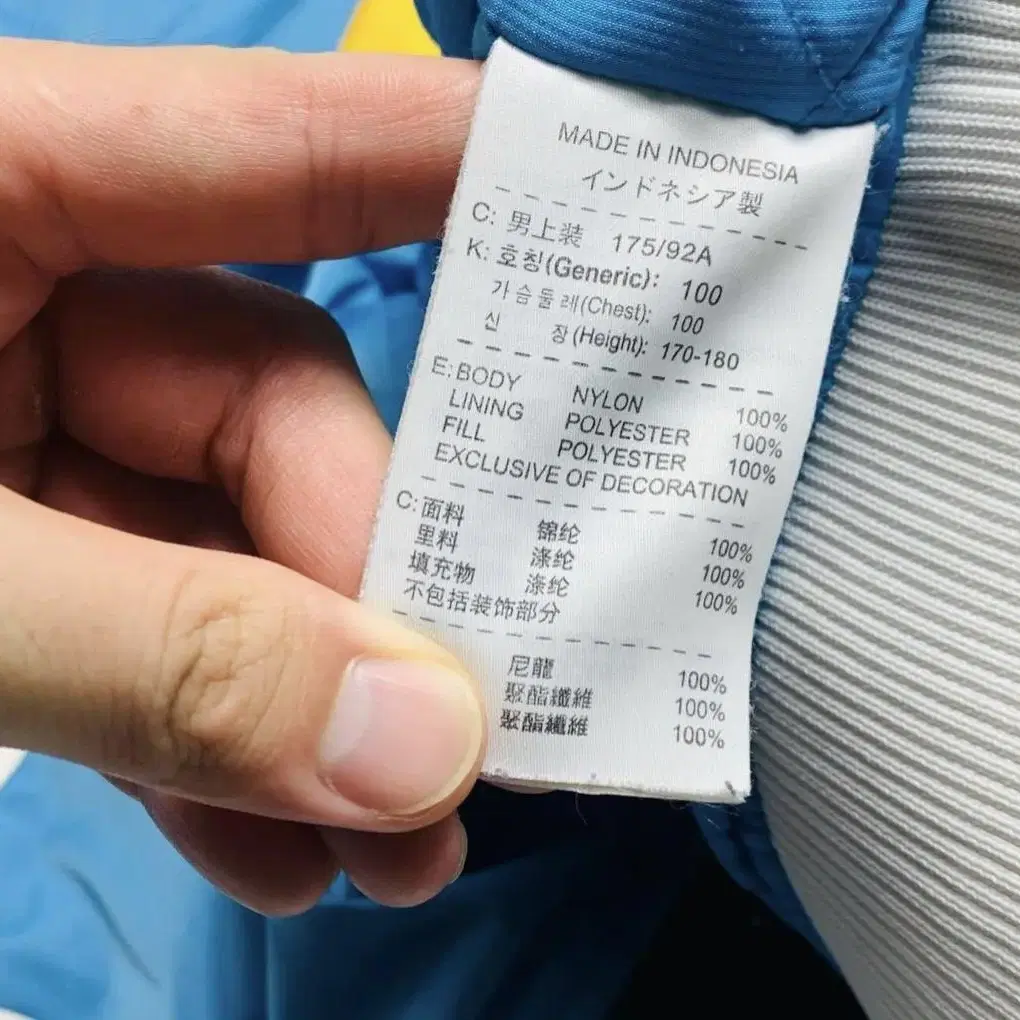 MADE IN INDONESIA
インドネシア製
C: 男上装 175/92A
K: 호칭(Generic): 100
가슴둘레(Chest): 100
신 장(Height): 170-180
E:BODY NYLON 100%
LINING POLYESTER 100%
FILL POLYESTER 100%
EXCLUSIVE OF DECORATION
C:面料 锦纶 100%
里料 涤纶 100%
填充物 涤纶 100%
不包括装饰部分
尼龍 100%
聚酯纖維 100%
聚酯纖維 100%